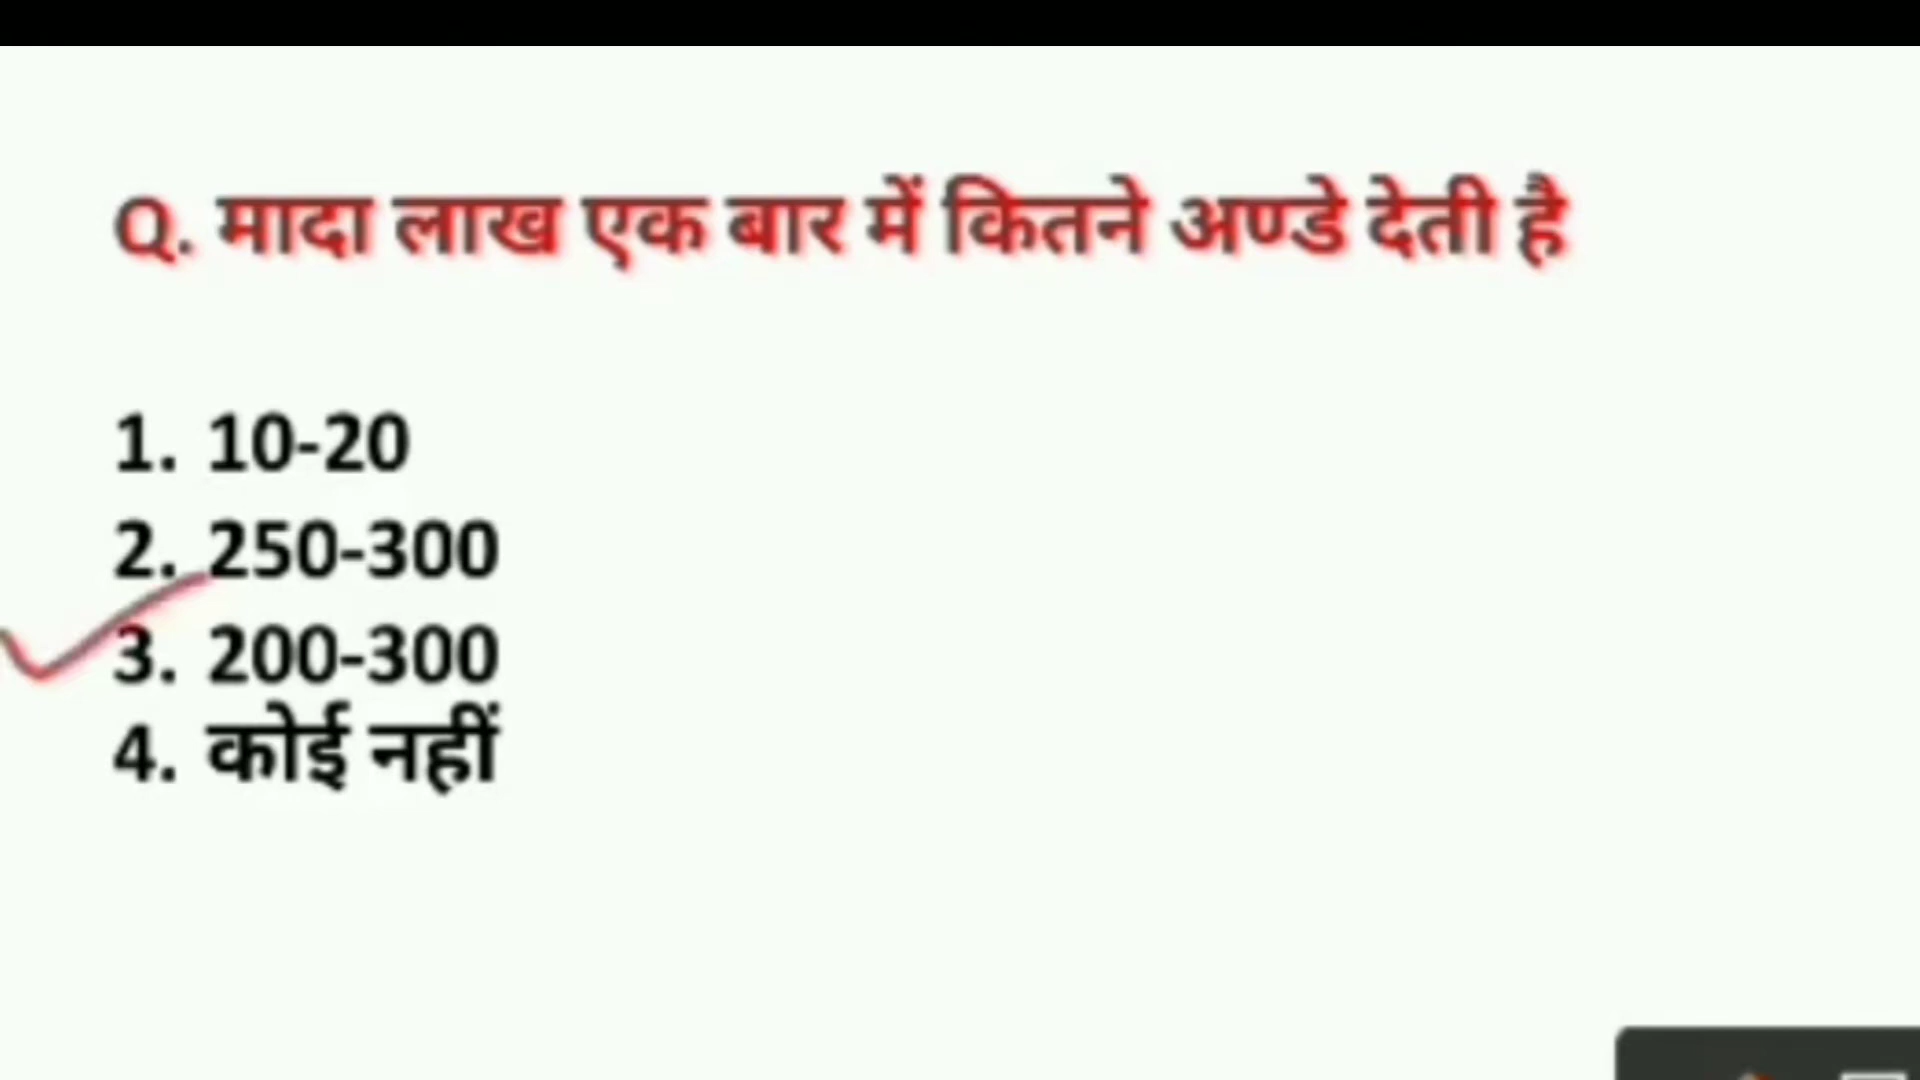 Q. मादा लाख एक बार में कितने अण्डे देती है
1. 10-20
2. 250-300
3. 200-300
4. कोई नहीं